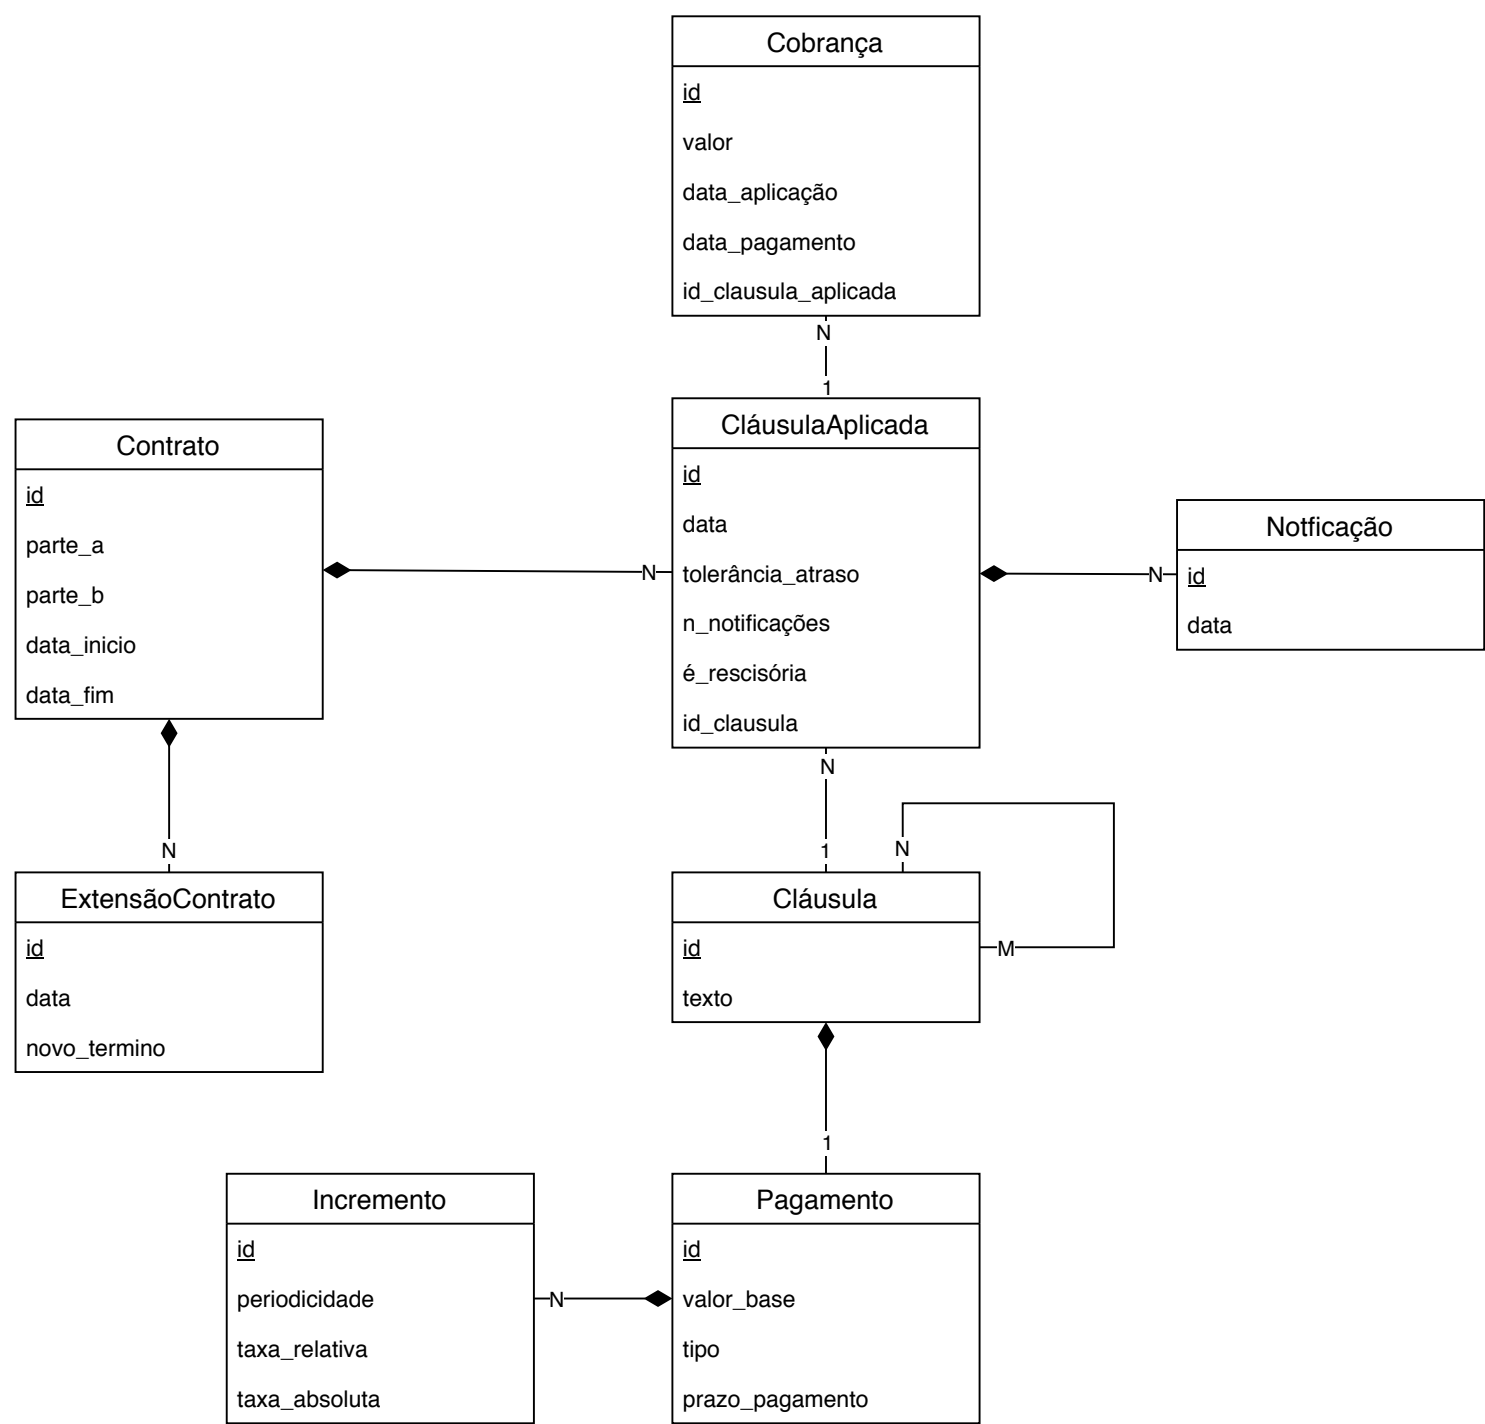 Cobrança
id
valor
data_aplicação
data_pagamento
id_clausula_aplicada
N
1
Contrato
id
parte_a
parte_b
data_inicio
data_fim
N
CláusulaAplicada
id
data
tolerância_atraso
n_notificações
é_rescisória
id_clausula
N
Notficação
id
data
N
1
N
M
N
ExtensãoContrato
id
data
novo_termino
Cláusula
id
texto
1
Incremento
id
periodicidade
taxa_relativa
taxa_absoluta
N
Pagamento
id
valor_base
tipo
prazo_pagamento